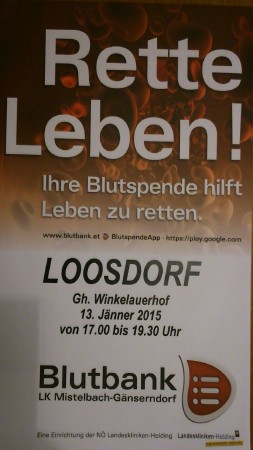 Rette
Leben!
Ihre Blutspende hilft
Leben zu retten.
www.blutbank.at BlutspendeApp - https://play.google.com
LOOSDORF
Gh. Winkelauerhof
13. Jänner 2015
von 17.00 bis 19.30 Uhr
Blutbank
LK Mistelbach-Gänserndorf
Eine Einrichtung der NÖ Landeskliniken-Holding Landeskliniken-Holding